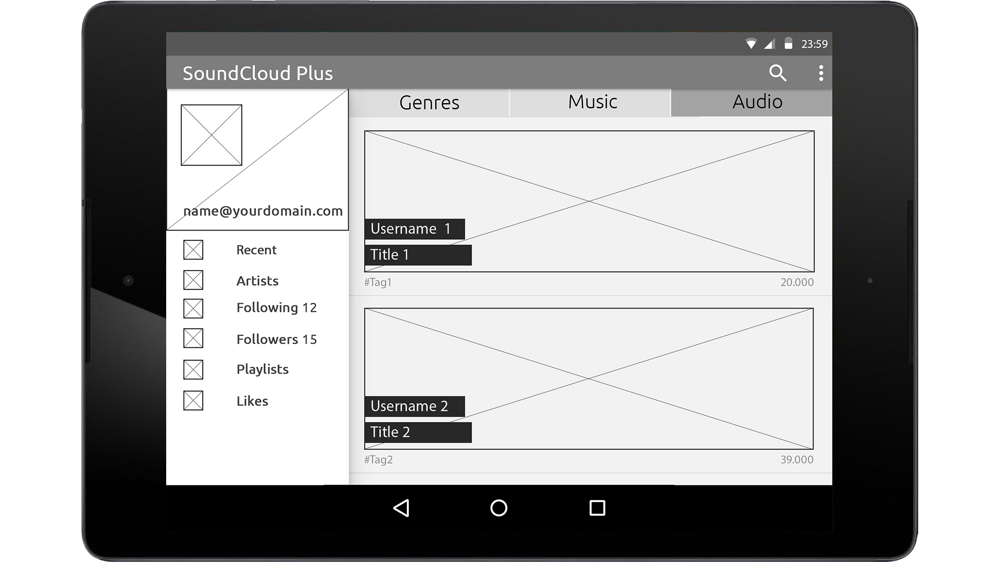 23:59
SoundCloud Plus
Genres
Music
Audio
name@yourdomain.com
Recent
Artists
Following 12
Followers 15
Playlists
Likes
Username 1
Title 1
#Tag1
20.000
Username 2
Title 2
#Tag2
39.000